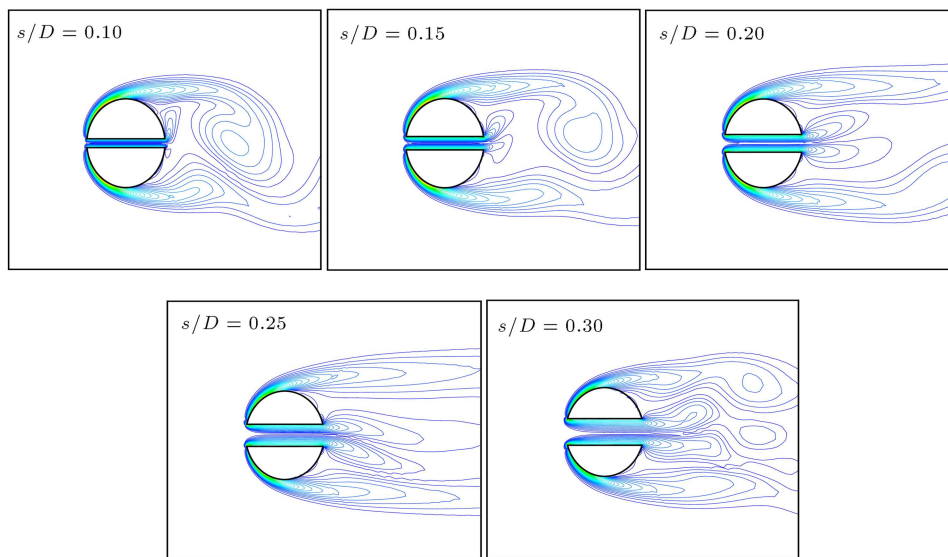 s/D = 0.10
s/D = 0.15
s/D = 0.20
s/D = 0.25
s/D = 0.30